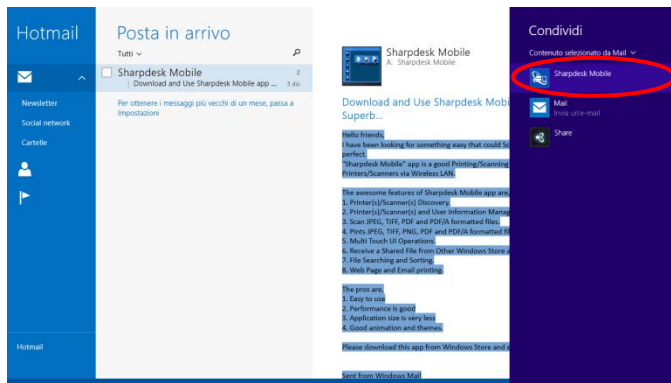 Hotmail
Newsletter
Social network
Cartelle
Hotmail
Posta in arrivo
Tutti
Sharpdesk Mobile 2
Download and Use Sharpdesk Mobile app ... 3 dic
Per ottenere i messaggi più vecchi di un mese, passa a
Impostazioni
Sharpdesk Mobile
A: Sharpdesk Mobile
Download and Use Sharpdesk Mobi
Superb...
Hello friends,
I have been looking for something easy that could Sc
perfect.
"Sharpdesk Mobile" app is a good Printing/Scanning
Printers/Scanners via Wireless LAN.
The awesome features of Sharpdesk Mobile app are,
1. Printer(s)/Scanner(s) Discovery.
2. Printer(s)/Scanner(s) and User Information Manag
3. Scan JPEG, TIFF, PDF and PDF/A formatted files.
4. Pints JPEG, TIFF, PNG, PDF and PDF/A formatted fi
5. Multi Touch UI Operations.
6. Receive a Shared File from Other Windows Store a
7. File Searching and Sorting.
8. Web Page and Email printing.
The pros are,
1. Easy to use
2. Performance is good
3. Application size is very less
4. Good animation and themes.
Please download this app from Windows Store and e
Sent from Windows Mail
Condividi
Contenuto selezionato da Mail
Sharpdesk Mobile
Mail
Invia un'e-mail
Share